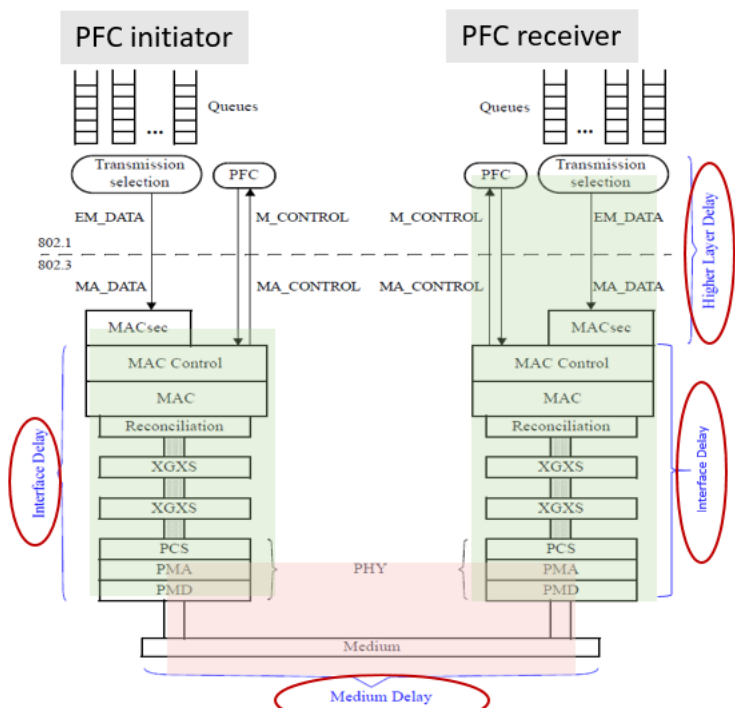 PFC initiator
PFC receiver
Queues
Queues
...
...
Transmission
selection
PFC
PFC
Transmission
selection
EM_DATA
M_CONTROL
M_CONTROL
EM_DATA
802.1
802.3
MA_DATA
MA_CONTROL
MA_CONTROL
MA_DATA
Higher Layer Delay
MACsec
MACsec
MAC Control
MAC Control
MAC
MAC
Reconciliation
Reconciliation
Interface Delay
Interface Delay
XGXS
XGXS
XGXS
XGXS
PCS
PCS
PMA
PHY
PMA
PMD
PMD
Medium
Medium Delay